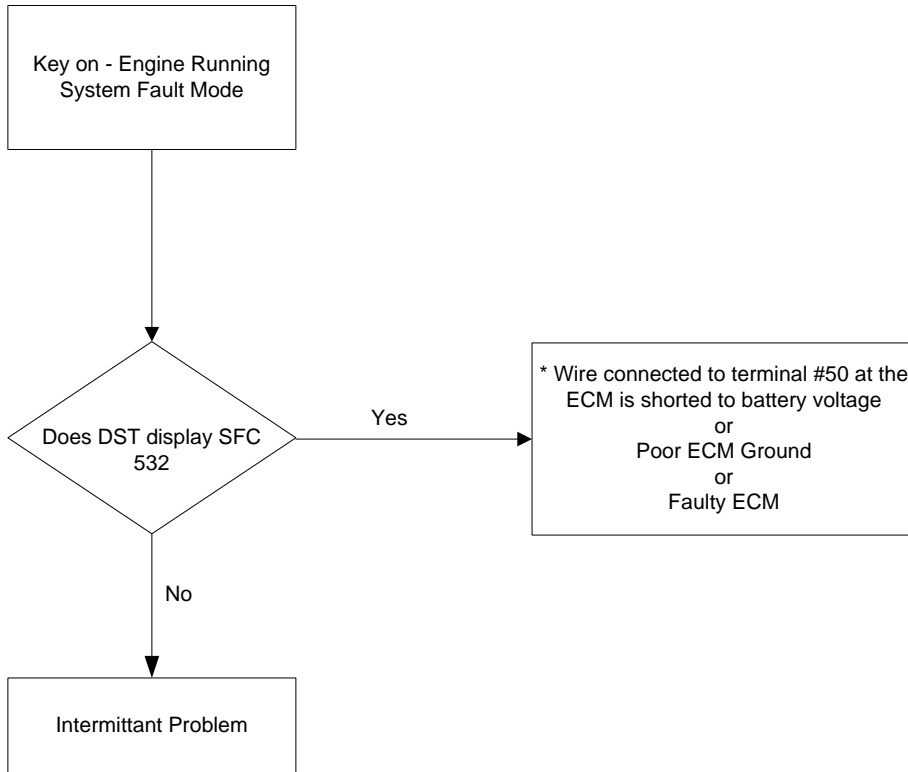 Key on - Engine Running
System Fault Mode
Does DST display SFC
532
Yes
* Wire connected to terminal #50 at the
ECM is shorted to battery voltage
or
Poor ECM Ground
or
Faulty ECM
No
Intermittant Problem